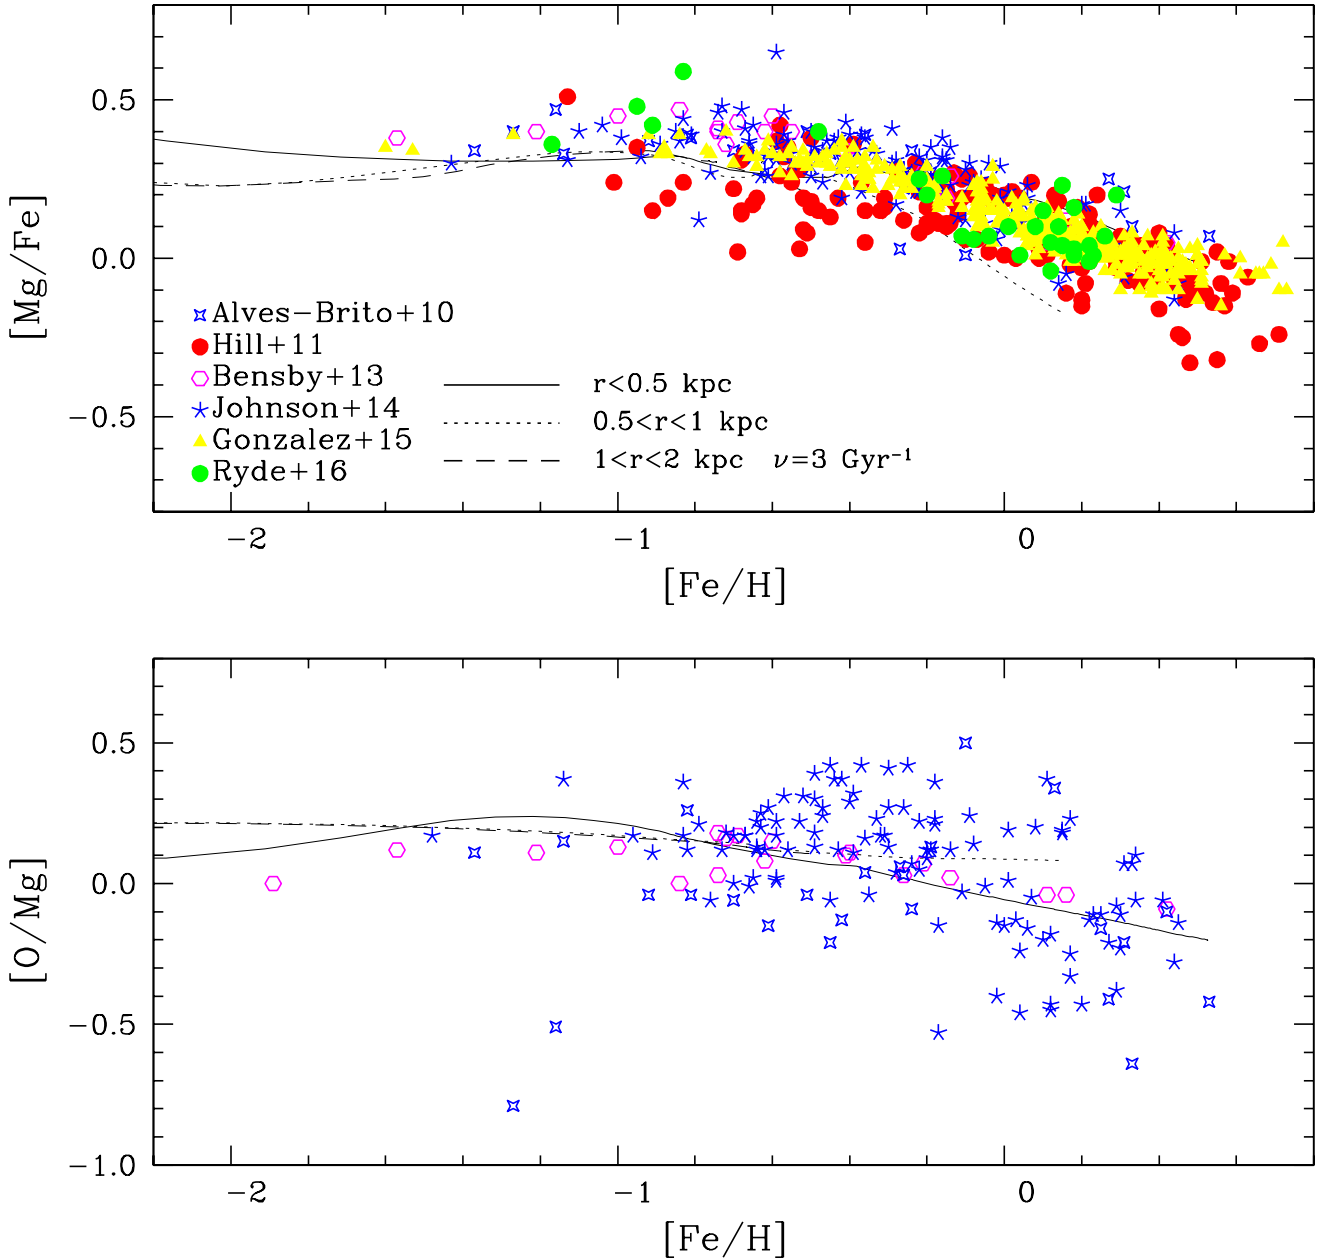 0.5
0.0
−0.5
[Mg/Fe]
Alves−Brito+10
Hill+11
Bensby+13
Johnson+14
Gonzalez+15
Ryde+16
r<0.5 kpc
0.5<r<1 kpc
1<r<2 kpc ν=3 Gyr⁻¹
−2 −1 0
[Fe/H]
0.5
0.0
−0.5
−1.0
[O/Mg]
−2 −1 0
[Fe/H]